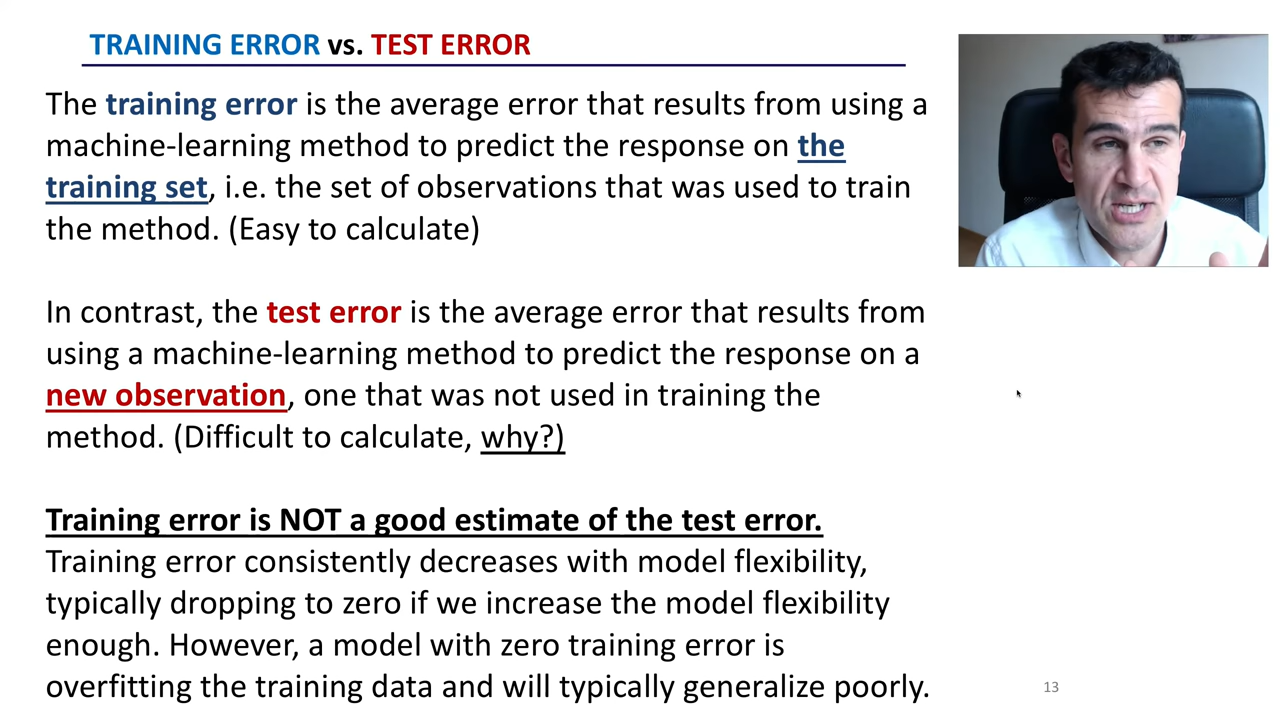 TRAINING ERROR vs. TEST ERROR
The training error is the average error that results from using a
machine-learning method to predict the response on the
training set, i.e. the set of observations that was used to train
the method. (Easy to calculate)
In contrast, the test error is the average error that results from
using a machine-learning method to predict the response on a
new observation, one that was not used in training the
method. (Difficult to calculate, why?)
Training error is NOT a good estimate of the test error.
Training error consistently decreases with model flexibility,
typically dropping to zero if we increase the model flexibility
enough. However, a model with zero training error is
overfitting the training data and will typically generalize poorly.
13